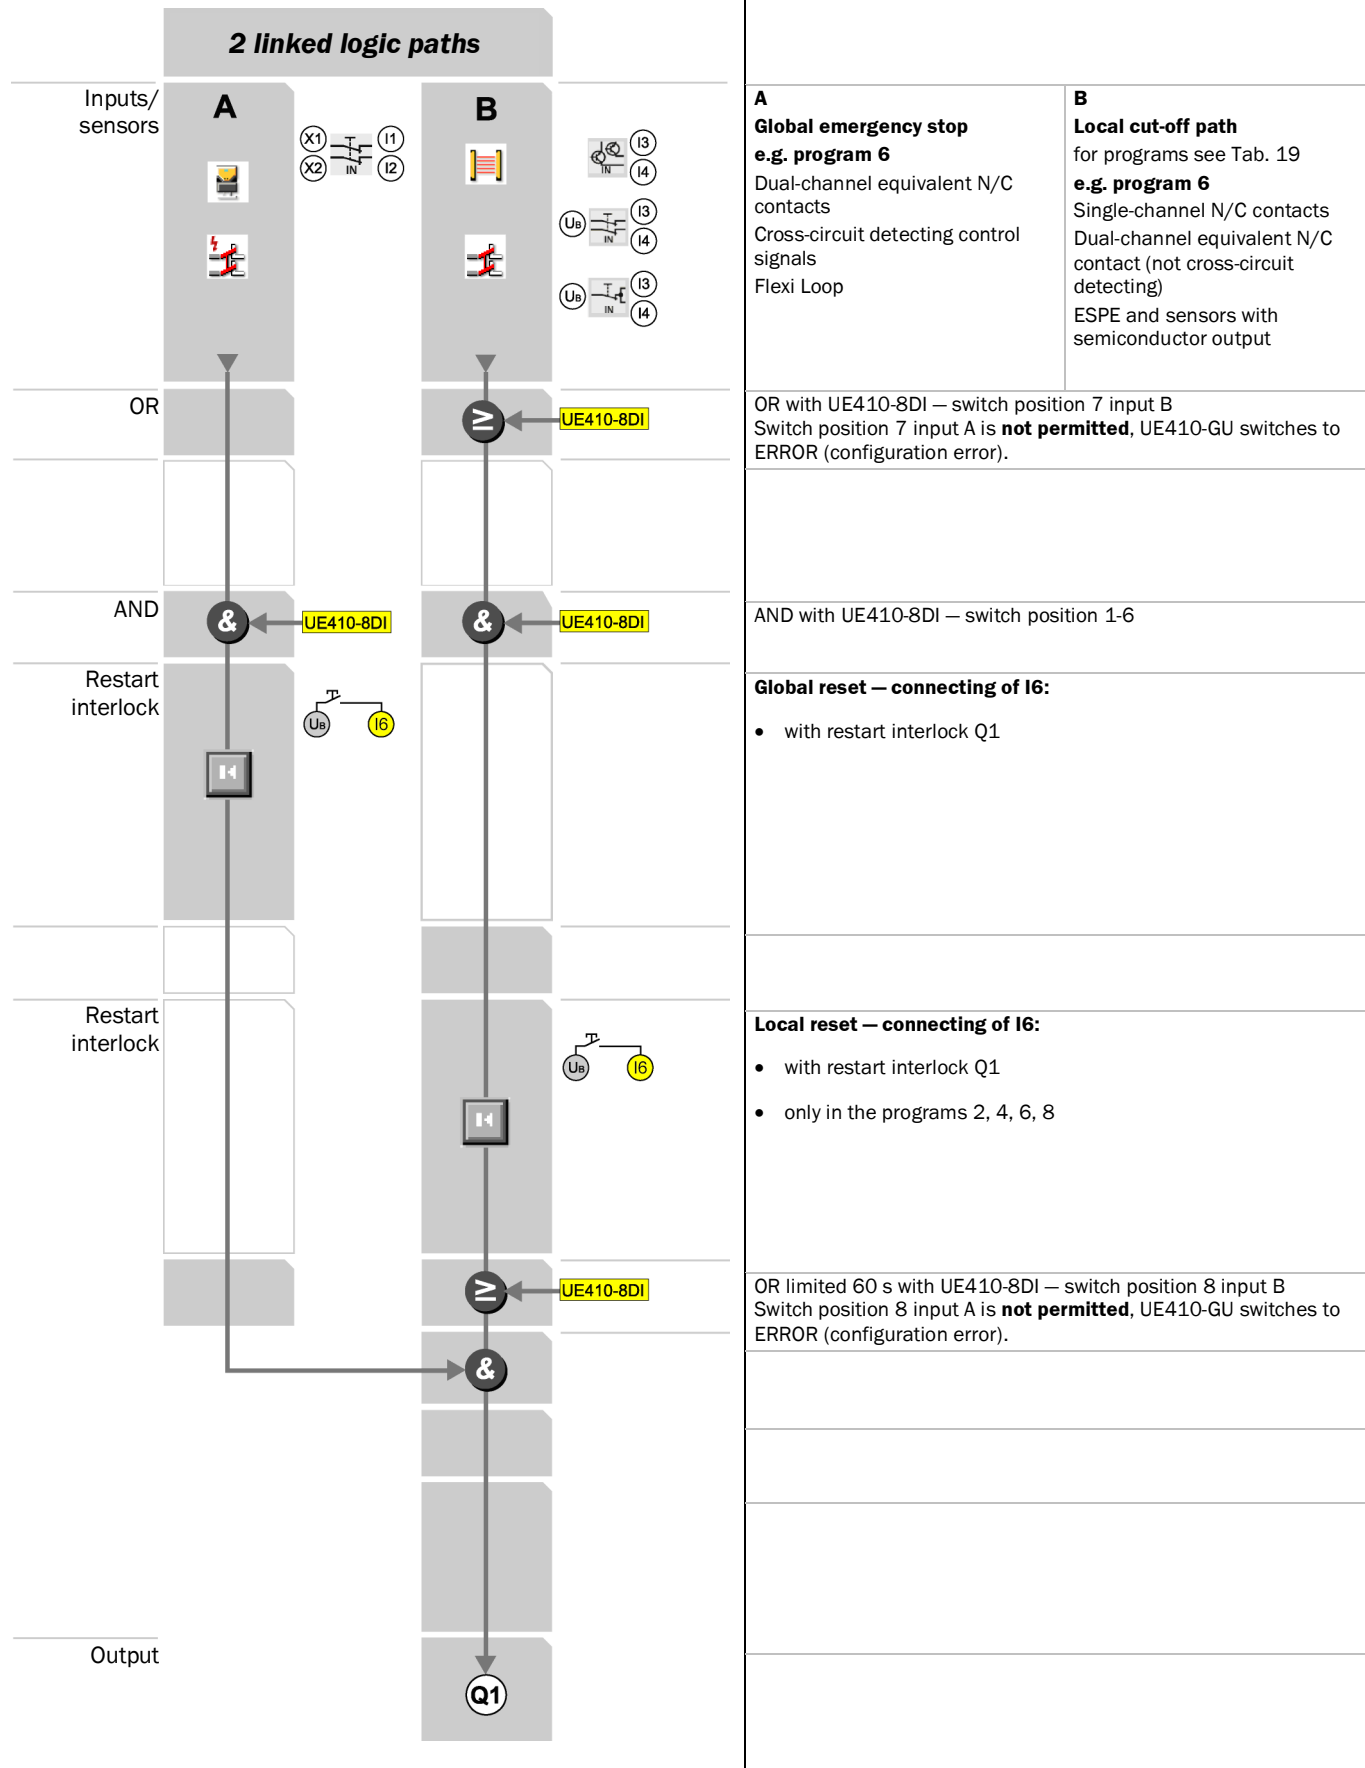 2 linked logic paths
Inputs/
sensors
A
X1
I1
X2
IN
I2
B
I3
IN
I4
UB
I3
IN
I4
UB
I3
IN
I4
A
Global emergency stop
e.g. program 6
Dual-channel equivalent N/C
contacts
Cross-circuit detecting control
signals
Flexi Loop
B
Local cut-off path
for programs see Tab. 19
e.g. program 6
Single-channel N/C contacts
Dual-channel equivalent N/C
contact (not cross-circuit
detecting)
ESPE and sensors with
semiconductor output
OR
≥
UE410-8DI
OR with UE410-8DI — switch position 7 input B
Switch position 7 input A is not permitted, UE410-GU switches to
ERROR (configuration error).
AND
&
UE410-8DI
&
UE410-8DI
AND with UE410-8DI — switch position 1-6
Restart
interlock
UB
I6
Global reset — connecting of I6:
• with restart interlock Q1
Restart
interlock
UB
I6
Local reset — connecting of I6:
• with restart interlock Q1
• only in the programs 2, 4, 6, 8
≥
UE410-8DI
OR limited 60 s with UE410-8DI — switch position 8 input B
Switch position 8 input A is not permitted, UE410-GU switches to
ERROR (configuration error).
&
Output
Q1